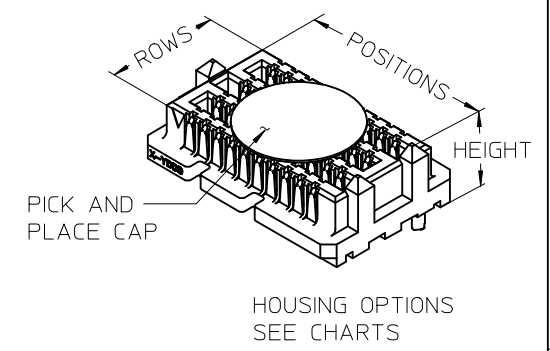 ROWS
POSITIONS
HEIGHT
PICK AND
PLACE CAP
HOUSING OPTIONS
SEE CHARTS